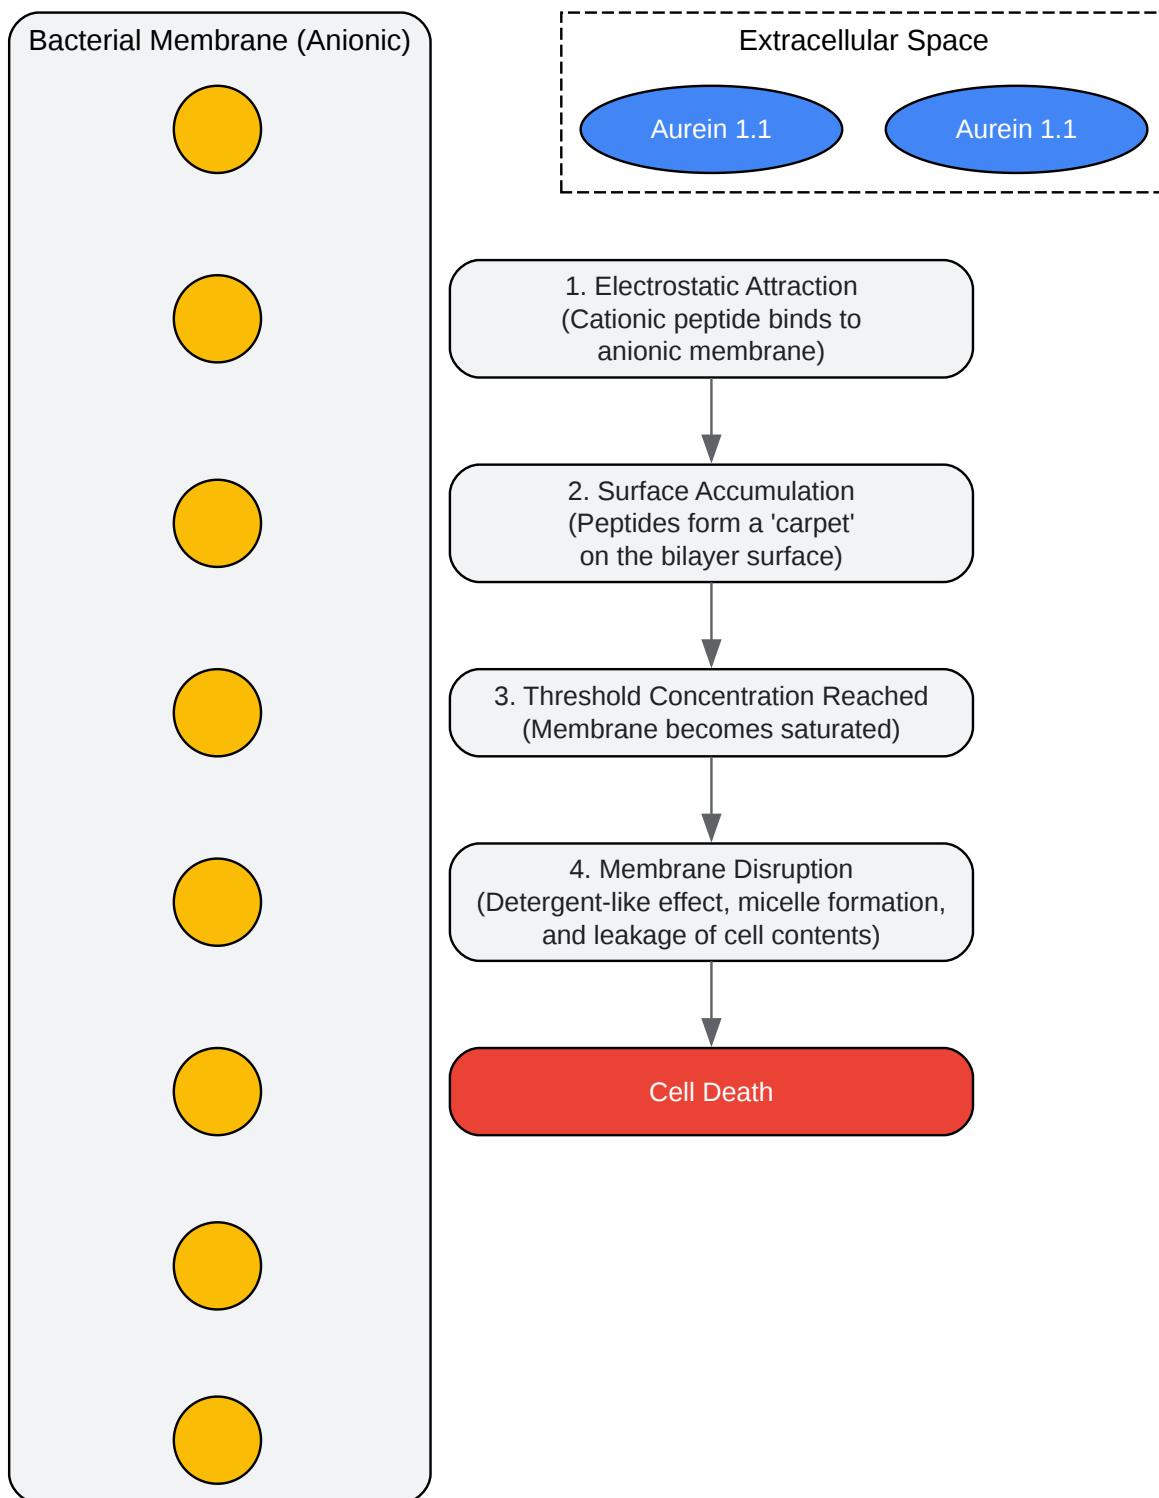 Bacterial Membrane (Anionic)
Extracellular Space
Aurein 1.1
Aurein 1.1
1. Electrostatic Attraction
(Cationic peptide binds to
anionic membrane)
2. Surface Accumulation
(Peptides form a 'carpet'
on the bilayer surface)
3. Threshold Concentration Reached
(Membrane becomes saturated)
4. Membrane Disruption
(Detergent-like effect, micelle formation,
and leakage of cell contents)
Cell Death